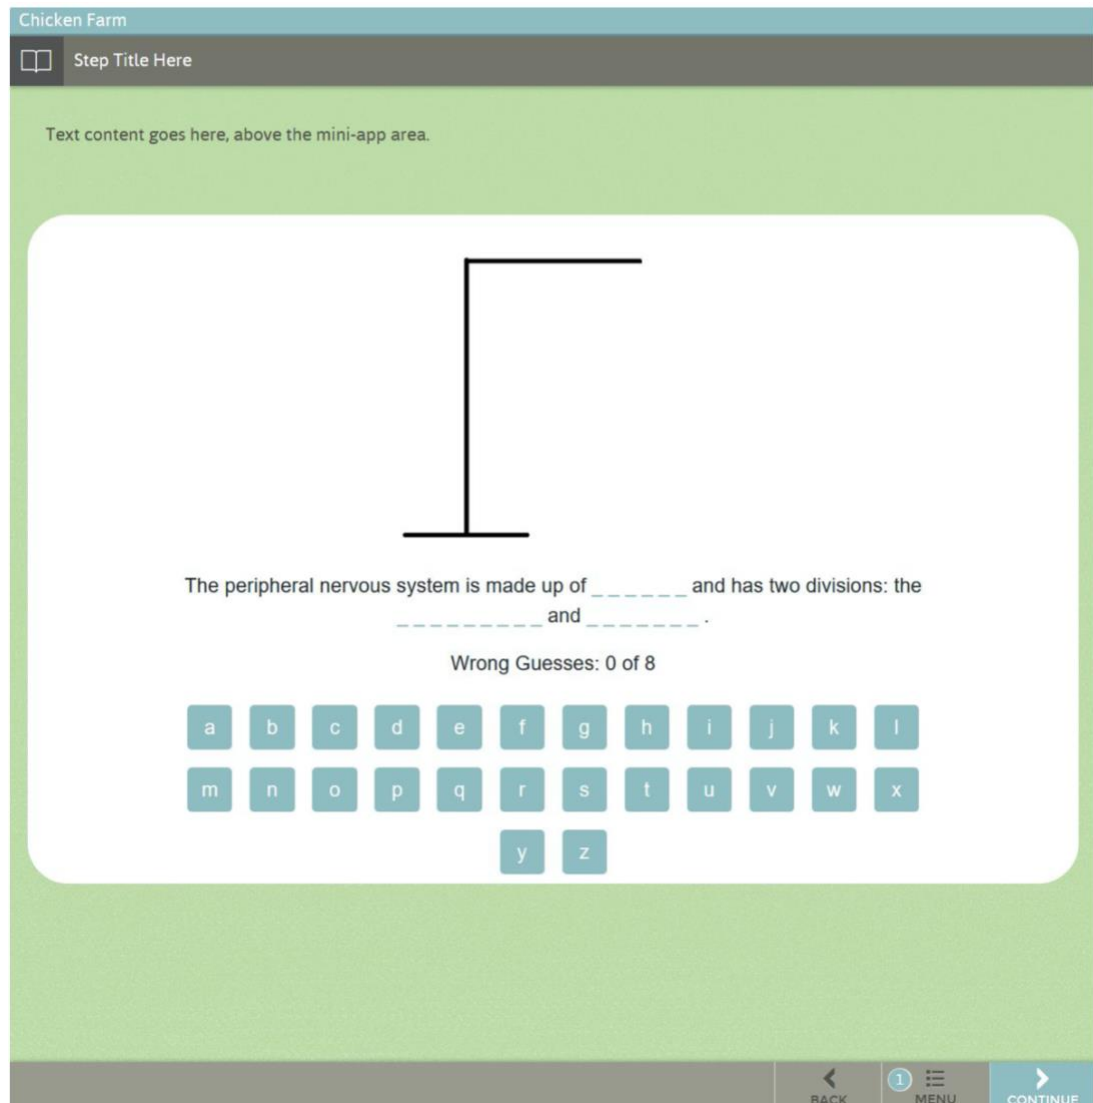 Chicken Farm
Step Title Here
Text content goes here, above the mini-app area.
The peripheral nervous system is made up of _ _ _ _ _ _ and has two divisions: the
_ _ _ _ _ _ _ _ _ and _ _ _ _ _ _ _ .
Wrong Guesses: 0 of 8
a b c d e f g h i j k l
m n o p q r s t u v w x
y z
1
BACK MENU CONTINUE